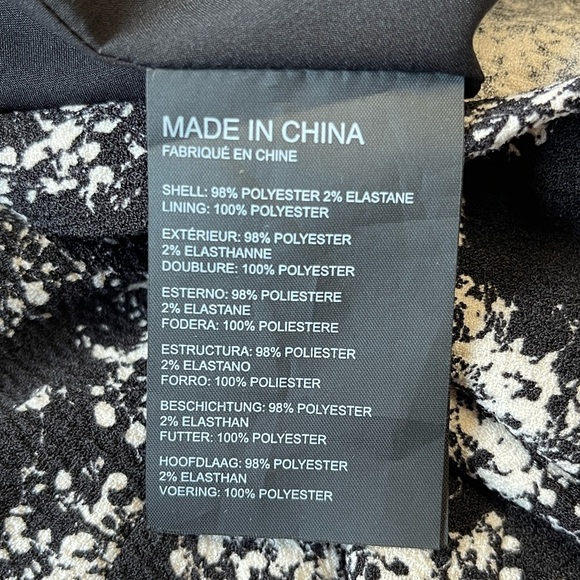 MADE IN CHINA
FABRIQUÉ EN CHINE
SHELL: 98% POLYESTER 2% ELASTANE
LINING: 100% POLYESTER
EXTÉRIEUR: 98% POLYESTER
2% ELASTHANNE
DOUBLURE: 100% POLYESTER
ESTERNO: 98% POLIESTERE
2% ELASTANE
FODERA: 100% POLIESTERE
ESTRUCTURA: 98% POLYESTER
2% ELASTANO
FORRO: 100% POLYESTER
BESCHICHTUNG: 98% POLYESTER
2% ELASTHAN
FUTTER: 100% POLYESTER
HOOFDLAAG: 98% POLYESTER
2% ELASTHAN
VOERING: 100% POLYESTER